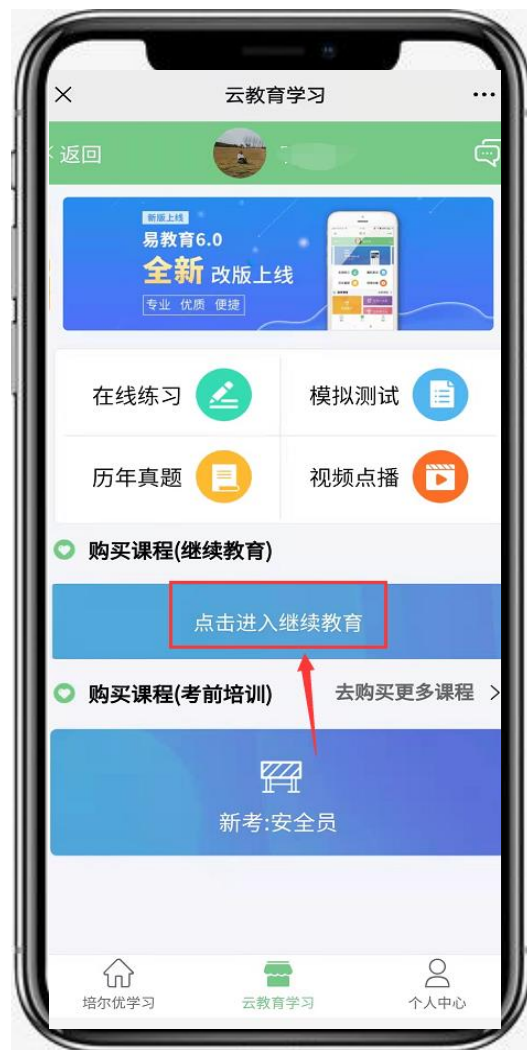 云教育学习
返回
新版上线
易教育6.0
全新 改版上线
专业 优质 便捷
在线练习
模拟测试
历年真题
视频点播
购买课程(继续教育)
点击进入继续教育
购买课程(考前培训) 去购买更多课程
新考:安全员
培尔优学习
云教育学习
个人中心